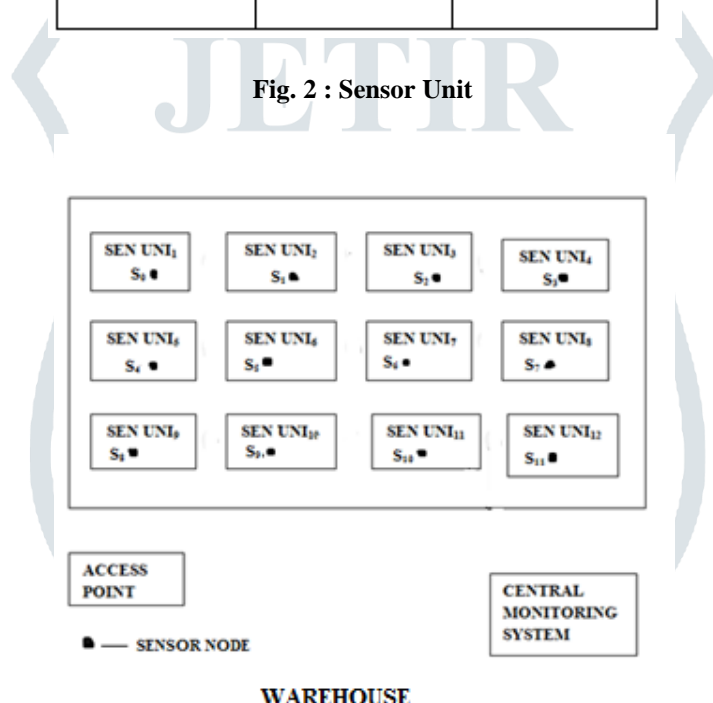 JETIR
Fig. 2 : Sensor Unit
SEN UNI₁ SEN UNI₂ SEN UNI₃ SEN UNI₄
S₀ S₁ S₂ S₃
SEN UNI₅ SEN UNI₆ SEN UNI₇ SEN UNI₈
S₄ S₅ S₆ S₇
SEN UNI₉ SEN UNI₁₀ SEN UNI₁₁ SEN UNI₁₂
S₈ S₉. S₁₀ S₁₁
ACCESS
POINT
CENTRAL
MONITORING
SYSTEM
— SENSOR NODE
WAREHOUSE